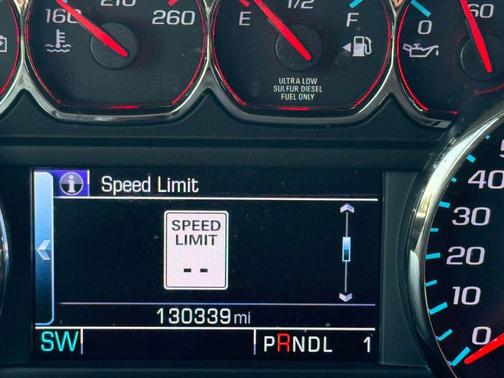 160 210 260
E 1/2 F
0 60
ULTRA LOW
SULFUR DIESEL
FUEL ONLY
Speed Limit
SPEED
LIMIT
--
130339 mi
SW PRNDL 1
40
30
20
10
0